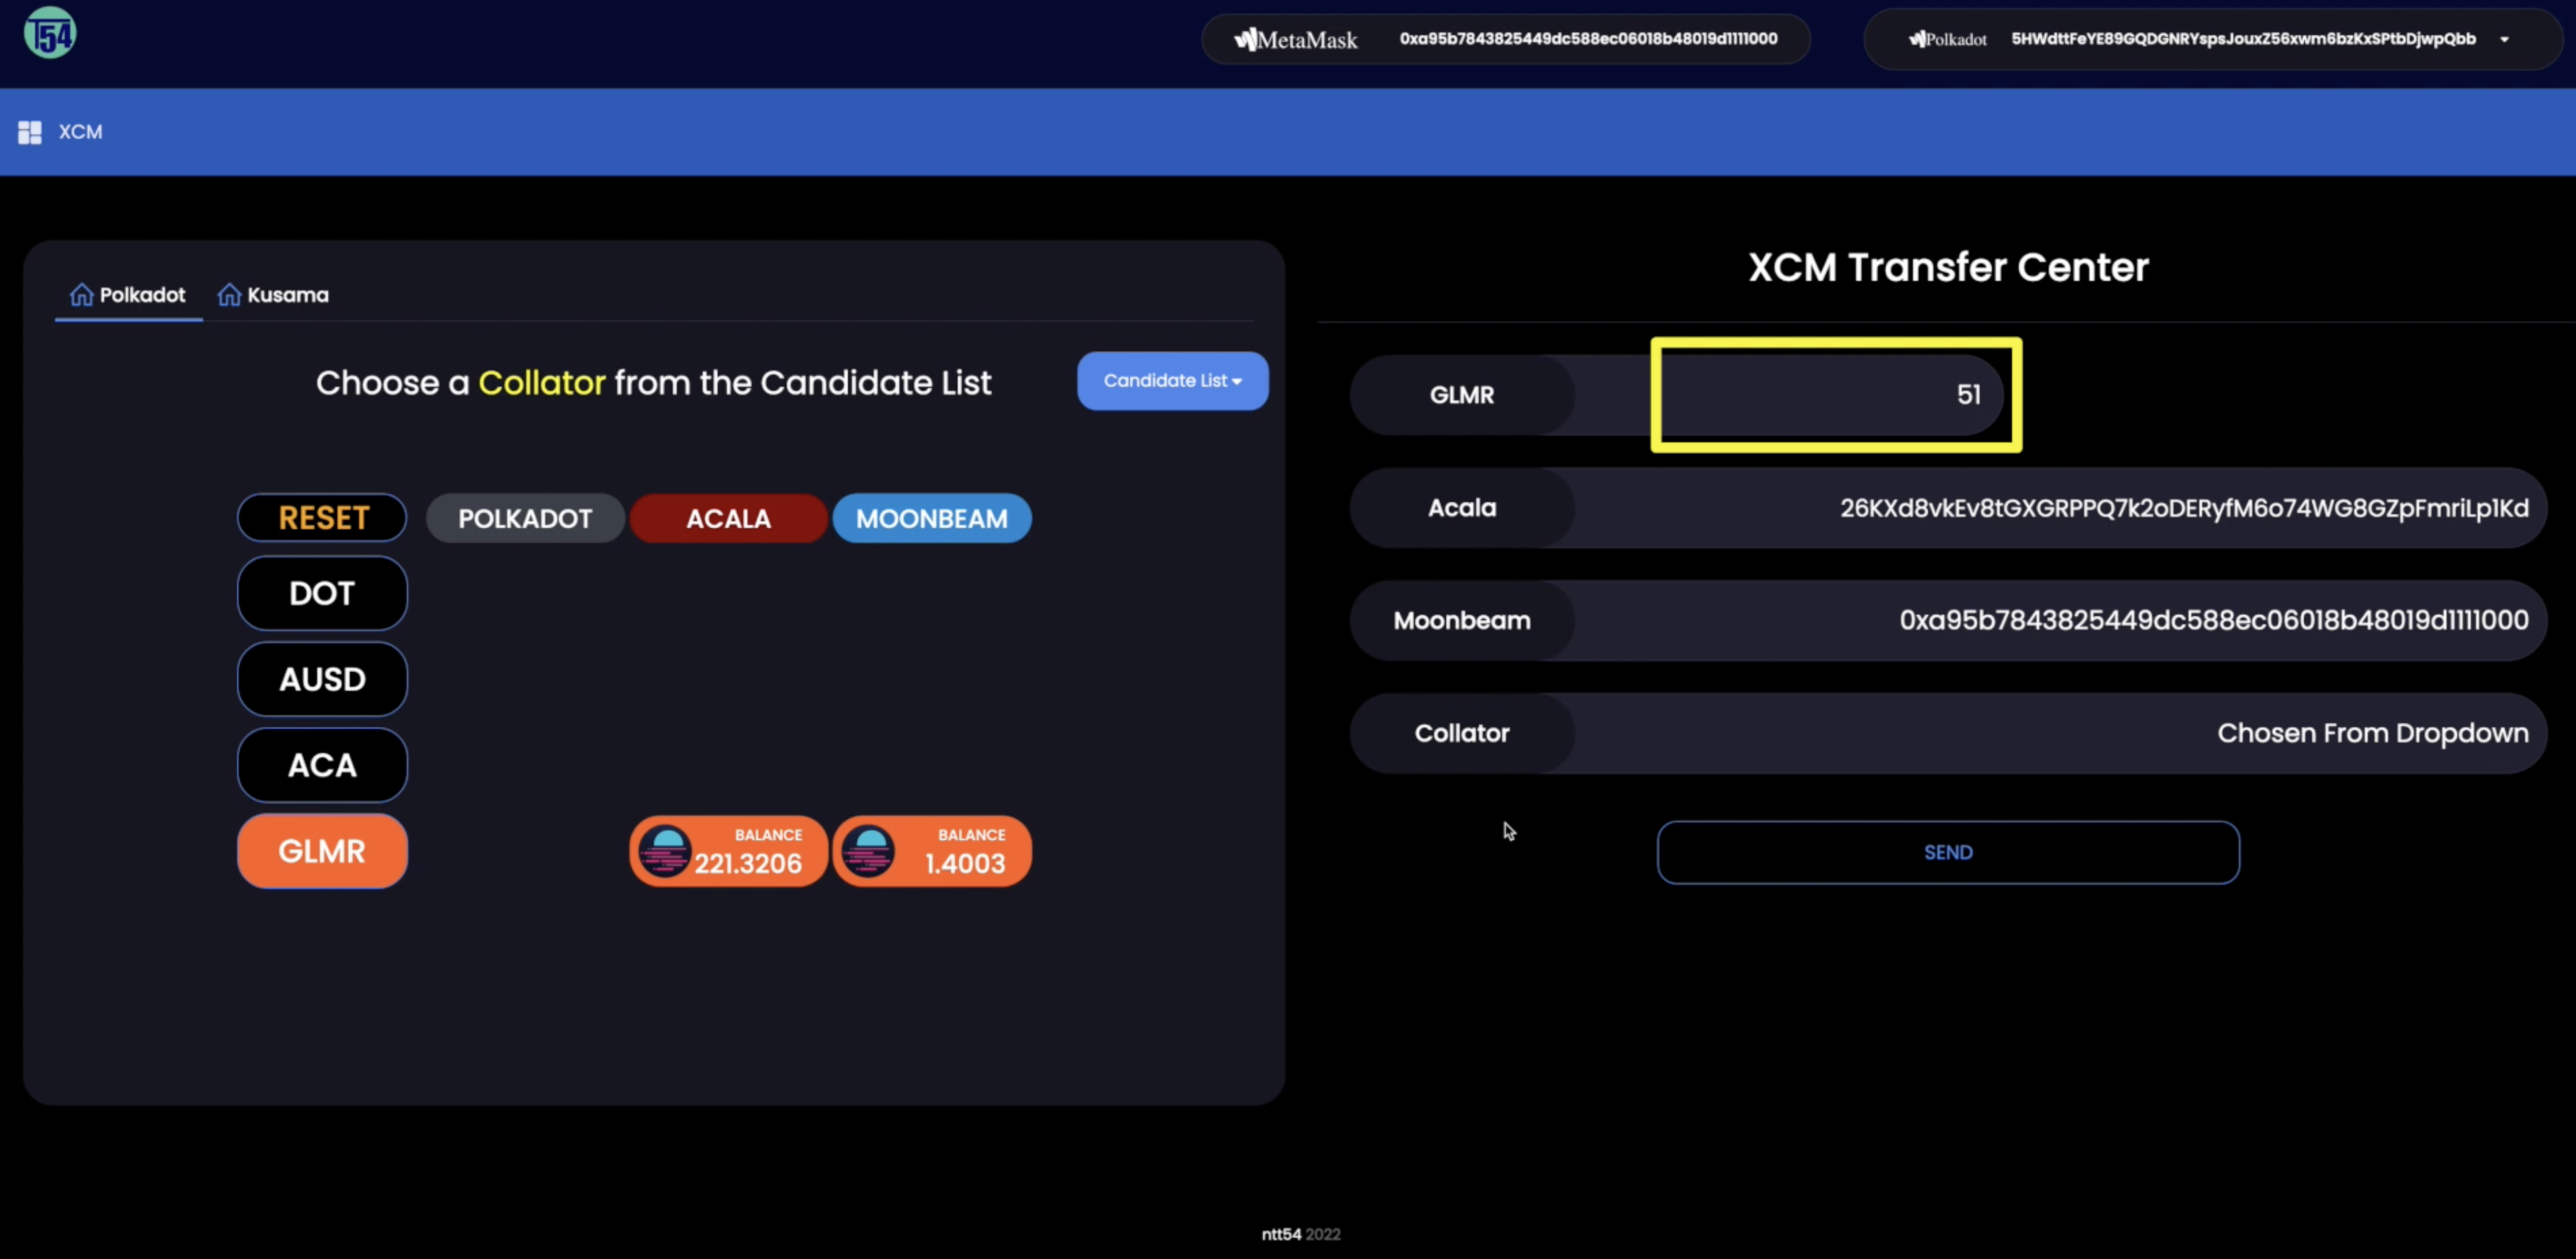 T54
MetaMask 0xa95b7843825449dc588ec06018b48019d1111000
Polkadot 5HWdttFeYE89GQDGNRYspsJouxZ56xwm6bzKxSPtbDjwpQbb
XCM
Polkadot Kusama
Choose a Collator from the Candidate List
Candidate List
RESET POLKADOT ACALA MOONBEAM
DOT
AUSD
ACA
GLMR
BALANCE
221.3206
BALANCE
1.4003
XCM Transfer Center
GLMR 51
Acala 26KXd8vkEv8tGXGRPPQ7k2oDERyfM6o74WG8GZpFmriLp1Kd
Moonbeam 0xa95b7843825449dc588ec06018b48019d1111000
Collator Chosen From Dropdown
SEND
ntt54 2022